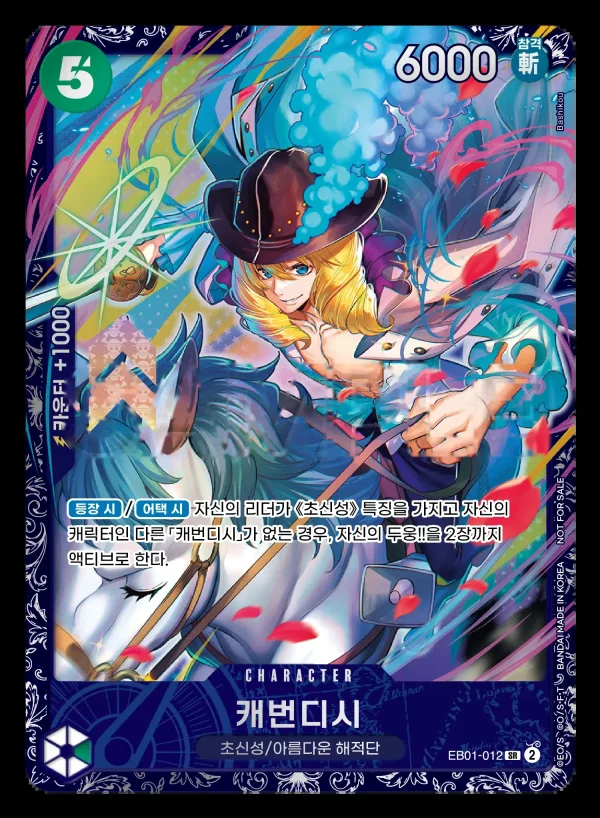 5
6000
참격
斬
Bashikou
카운터 +1000
등장 시 / 어택 시 자신의 리더가 《초신성》 특징을 가지고 자신의
캐릭터인 다른 「캐번디시」가 없는 경우, 자신의 두웅!!을 2장까지
액티브로 한다.
CHARACTER
캐번디시
초신성/아름다운 해적단
EB01-012 SR 2
©E.O/S. ©O./S.·F·T BANDAI MADE IN KOREA NOT FOR SALE